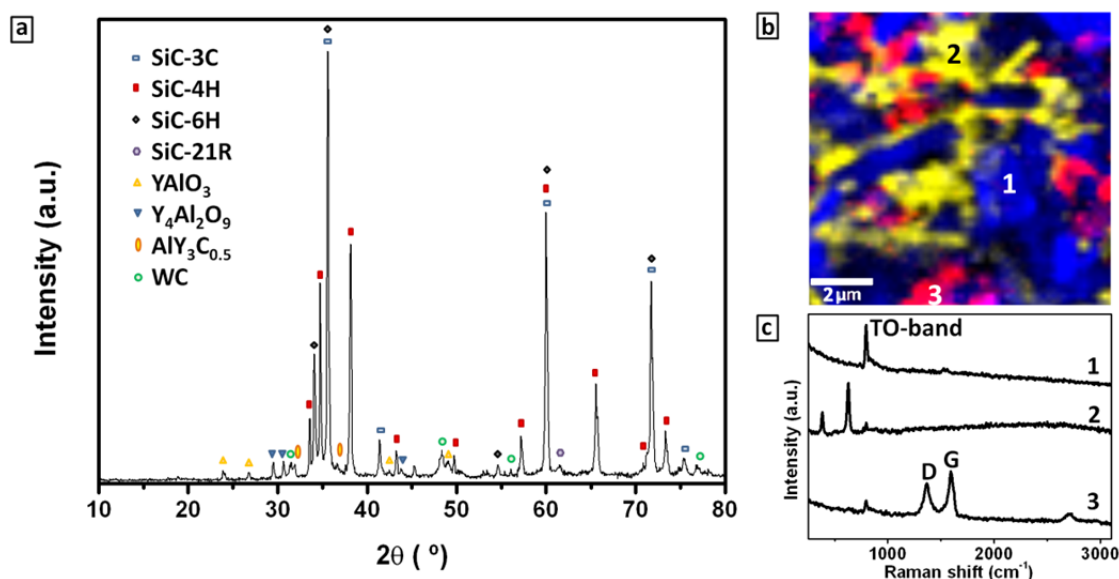 a
Intensity (a.u.)
SiC-3C
SiC-4H
SiC-6H
SiC-21R
YAlO₃
Y₄Al₂O₉
AlY₃C₀.₅
WC
10 20 30 40 50 60 70 80
2θ ( º)
b
2
1
2 µm
3
c
TO-band
1
2
D G
3
Intensity (a.u.)
1000 2000 3000
Raman shift (cm⁻¹)